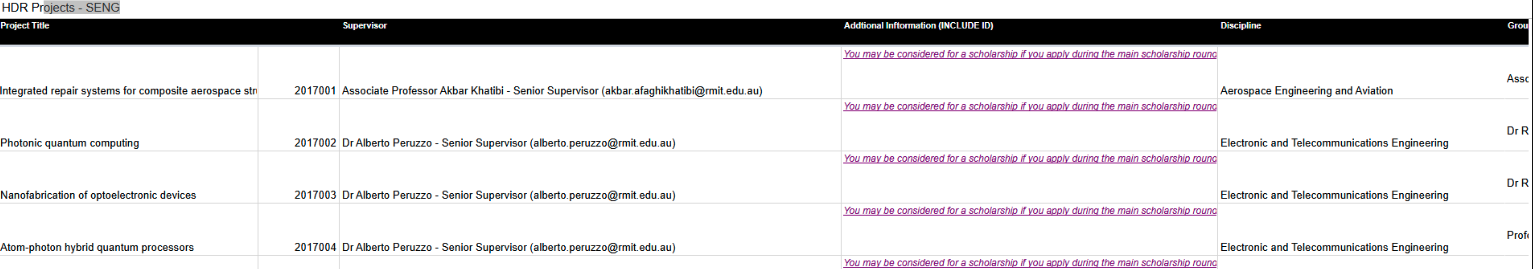 HDR Projects - SENG
Project Title Supervisor Addtional Inftormation (INCLUDE ID) Discipline Grou
You may be considered for a scholarship if you apply during the main scholarship round
Asso
Integrated repair systems for composite aerospace stru 2017001 Associate Professor Akbar Khatibi - Senior Supervisor (akbar.afaghikhatibi@rmit.edu.au) Aerospace Engineering and Aviation
You may be considered for a scholarship if you apply during the main scholarship round
Dr R
Photonic quantum computing 2017002 Dr Alberto Peruzzo - Senior Supervisor (alberto.peruzzo@rmit.edu.au) Electronic and Telecommunications Engineering
You may be considered for a scholarship if you apply during the main scholarship round
Dr R
Nanofabrication of optoelectronic devices 2017003 Dr Alberto Peruzzo - Senior Supervisor (alberto.peruzzo@rmit.edu.au) Electronic and Telecommunications Engineering
You may be considered for a scholarship if you apply during the main scholarship round
Profe
Atom-photon hybrid quantum processors 2017004 Dr Alberto Peruzzo - Senior Supervisor (alberto.peruzzo@rmit.edu.au) Electronic and Telecommunications Engineering
You may be considered for a scholarship if you apply during the main scholarship round